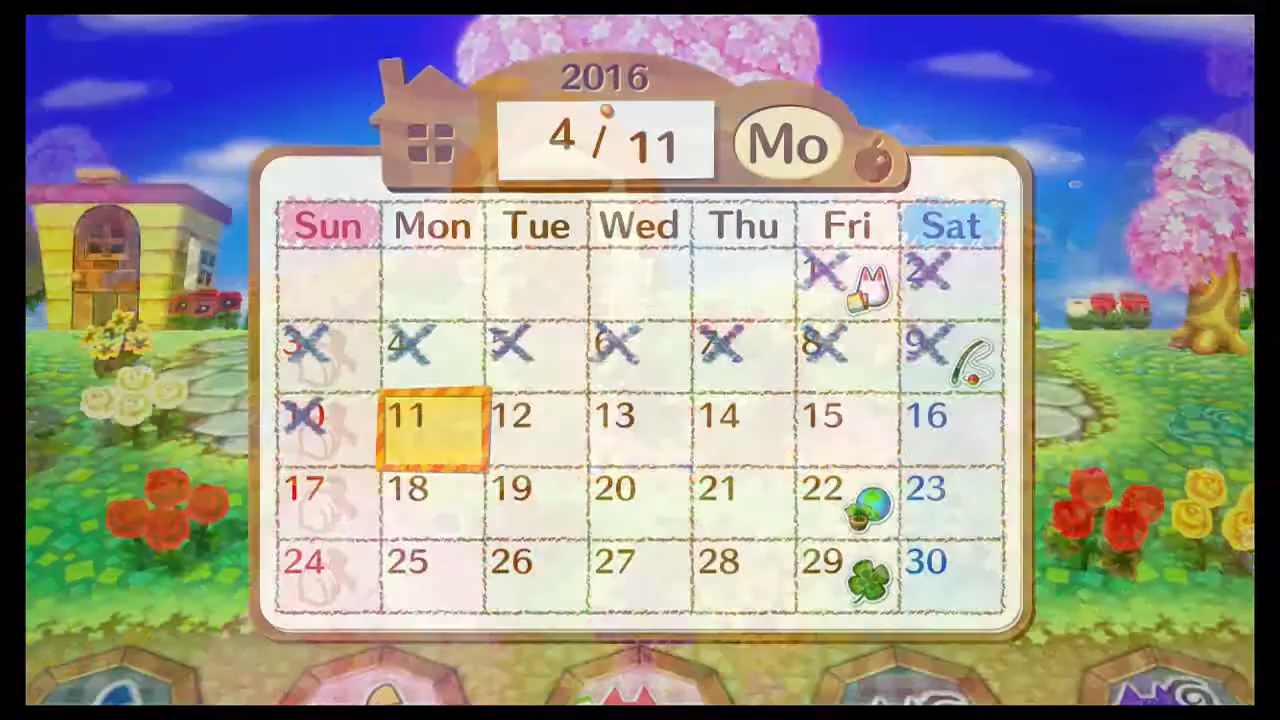 2016
4 / 11 Mo
Sun Mon Tue Wed Thu Fri Sat
1 2
3 4 5 6 7 8 9
10 11 12 13 14 15 16
17 18 19 20 21 22 23
24 25 26 27 28 29 30